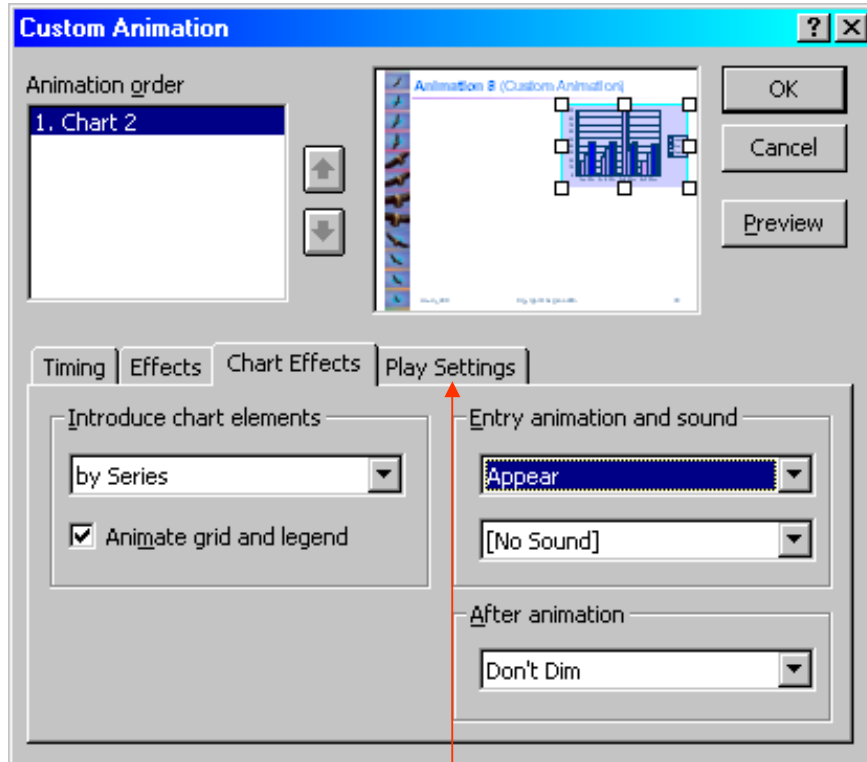 Custom Animation
Animation order
1. Chart 2
Animation 8 (Custom Animation)
OK
Cancel
Preview
Timing
Effects
Chart Effects
Play Settings
Introduce chart elements
by Series
Animate grid and legend
Entry animation and sound
Appear
[No Sound]
After animation
Don't Dim